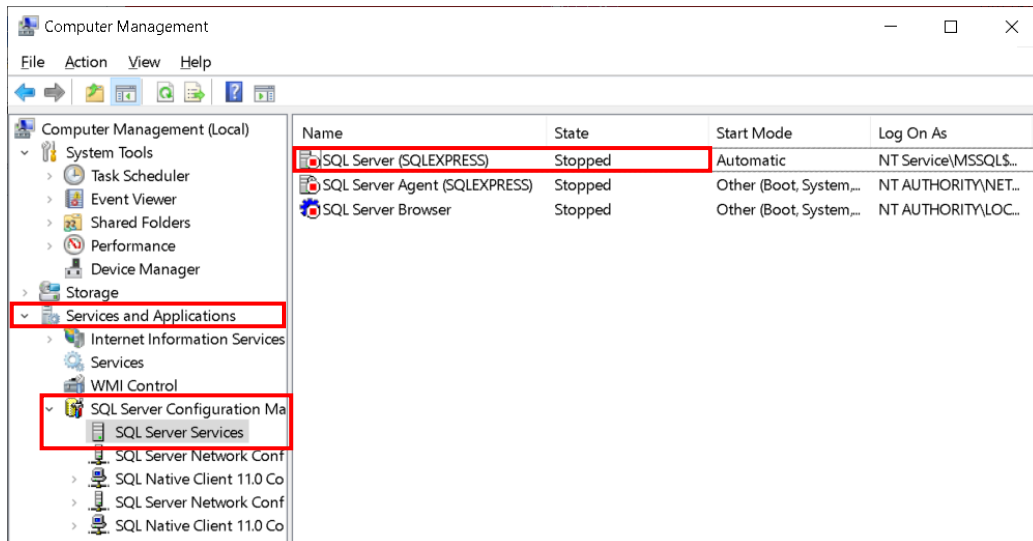 Computer Management
File Action View Help
Computer Management (Local)
System Tools
Task Scheduler
Event Viewer
Shared Folders
Performance
Device Manager
Storage
Services and Applications
Internet Information Services
Services
WMI Control
SQL Server Configuration Ma
SQL Server Services
SQL Server Network Conf
SQL Native Client 11.0 Co
SQL Server Network Conf
SQL Native Client 11.0 Co
Name State Start Mode Log On As
SQL Server (SQLEXPRESS) Stopped Automatic NT Service\MSSQL$...
SQL Server Agent (SQLEXPRESS) Stopped Other (Boot, System,... NT AUTHORITY\NET...
SQL Server Browser Stopped Other (Boot, System,... NT AUTHORITY\LOC...